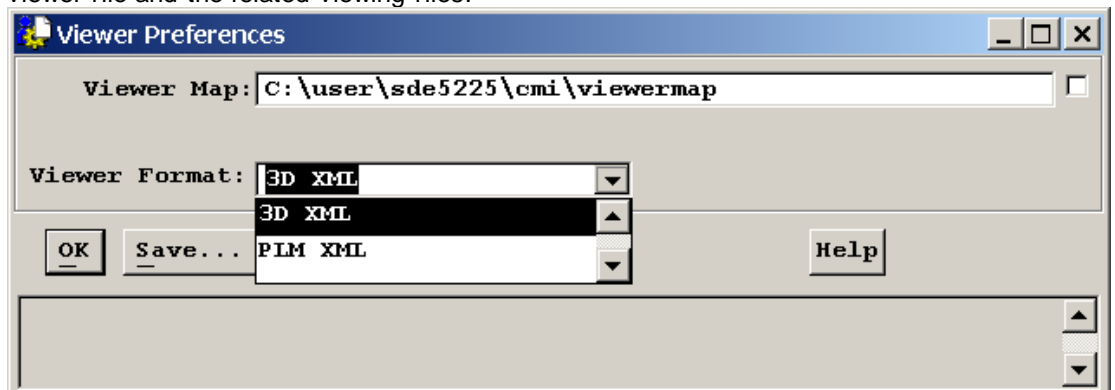 viewer file and the related viewing files.
Viewer Preferences
Viewer Map: C:\user\sde5225\cmi\viewermap
Viewer Format: 3D XML
3D XML
OK Save... PLM XML Help